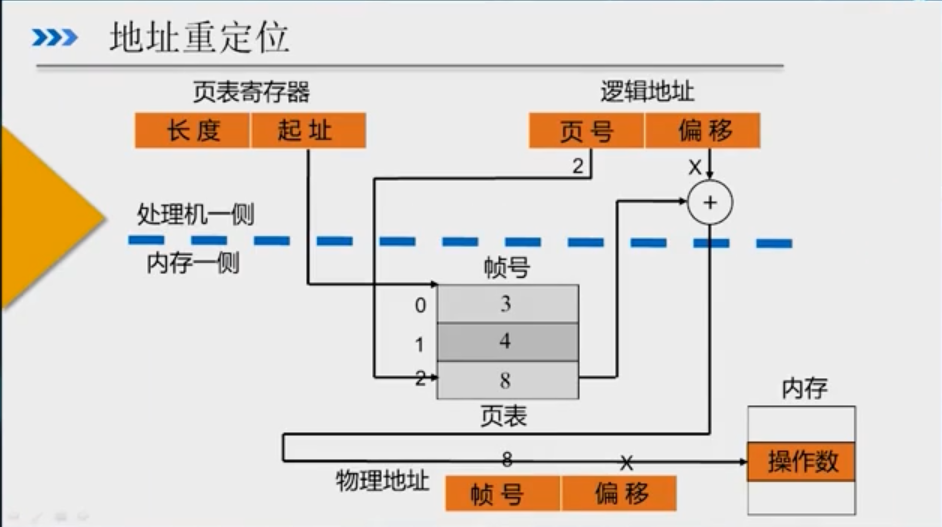 地址重定位
页表寄存器
逻辑地址
长度 起址
页号 偏移
2
X
+
处理机一侧
内存一侧
帧号
0 3
1 4
2 8
页表
内存
操作数
8 X
物理地址
帧号 偏移